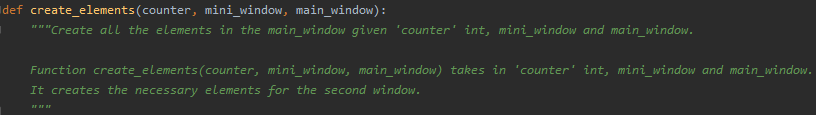 def create_elements(counter, mini_window, main_window):
"""Create all the elements in the main_window given 'counter' int, mini_window and main_window.
Function create_elements(counter, mini_window, main_window) takes in 'counter' int, mini_window and main_window.
It creates the necessary elements for the second window.
"""